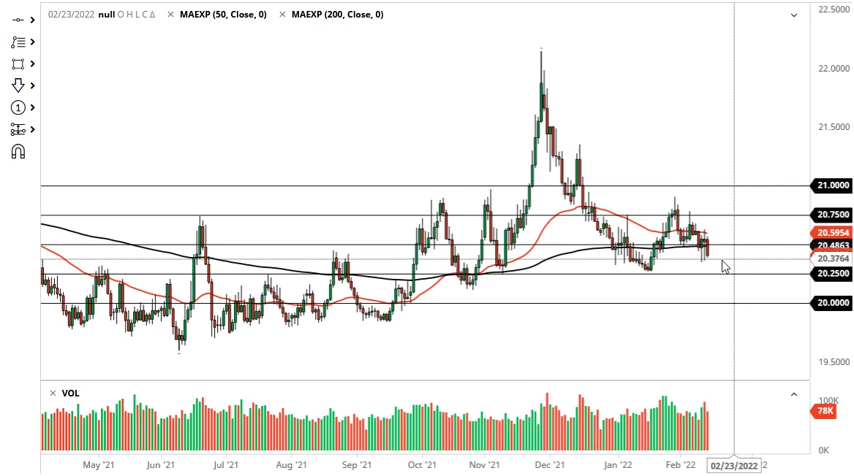 02/23/2022 null O H L C Δ × MAEXP (50, Close, 0) × MAEXP (200, Close, 0)
22.5000
22.0000
21.5000
21.0000
20.7500
20.5954
20.4863
20.3764
20.2500
20.0000
19.5000
× VOL
100K
78K
0K
May '21 Jun '21 Jul '21 Aug '21 Sep '21 Oct '21 Nov '21 Dec '21 Jan '22 Feb '22 02/23/2022